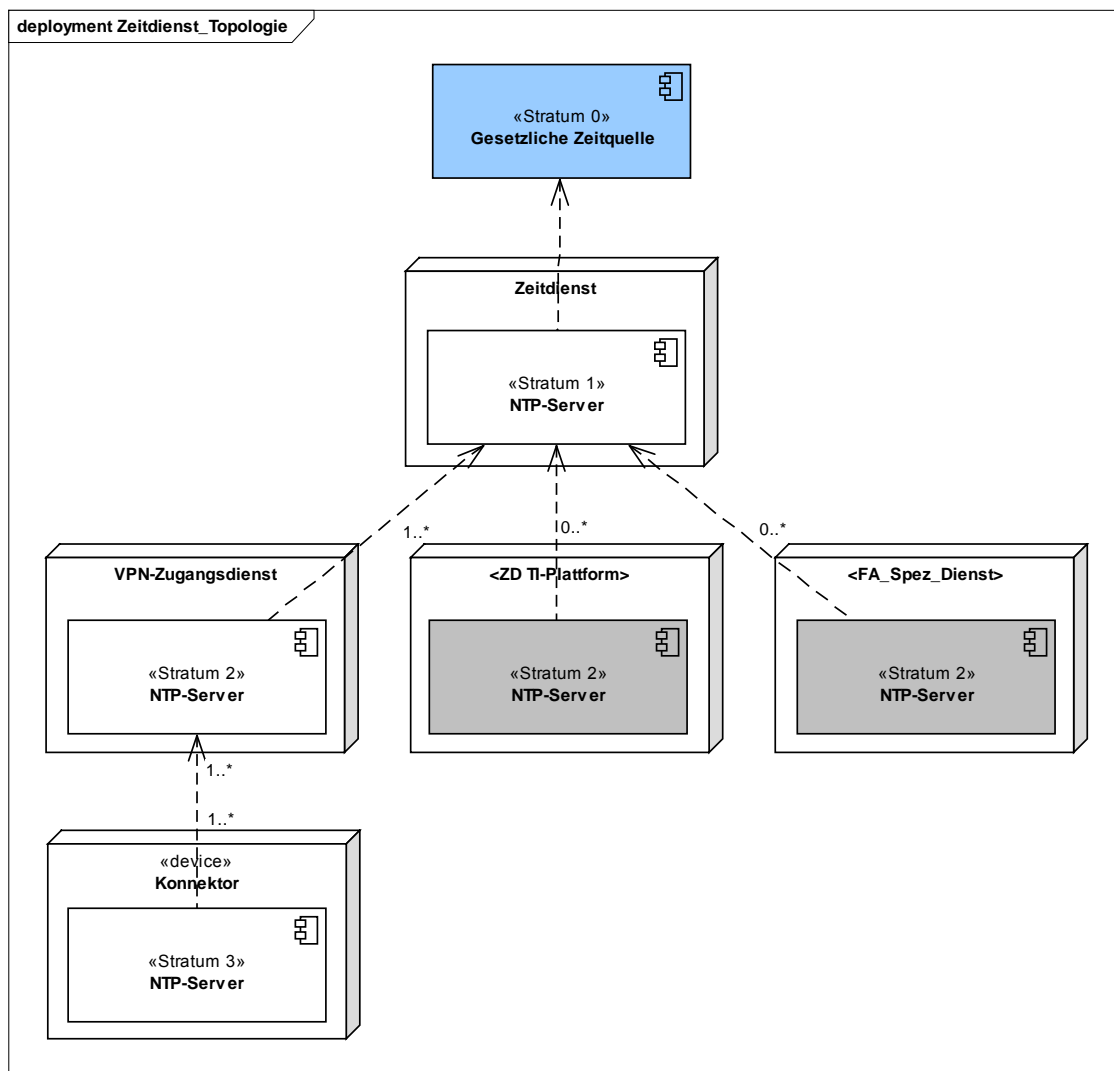 deployment Zeitdienst_Topologie
«Stratum 0»
Gesetzliche Zeitquelle
Zeitdienst
«Stratum 1»
NTP-Server
1..*
0..*
0..*
VPN-Zugangsdienst
<ZD TI-Plattform>
<FA_Spez_Dienst>
«Stratum 2»
NTP-Server
«Stratum 2»
NTP-Server
«Stratum 2»
NTP-Server
1..*
1..*
«device»
Konnektor
«Stratum 3»
NTP-Server